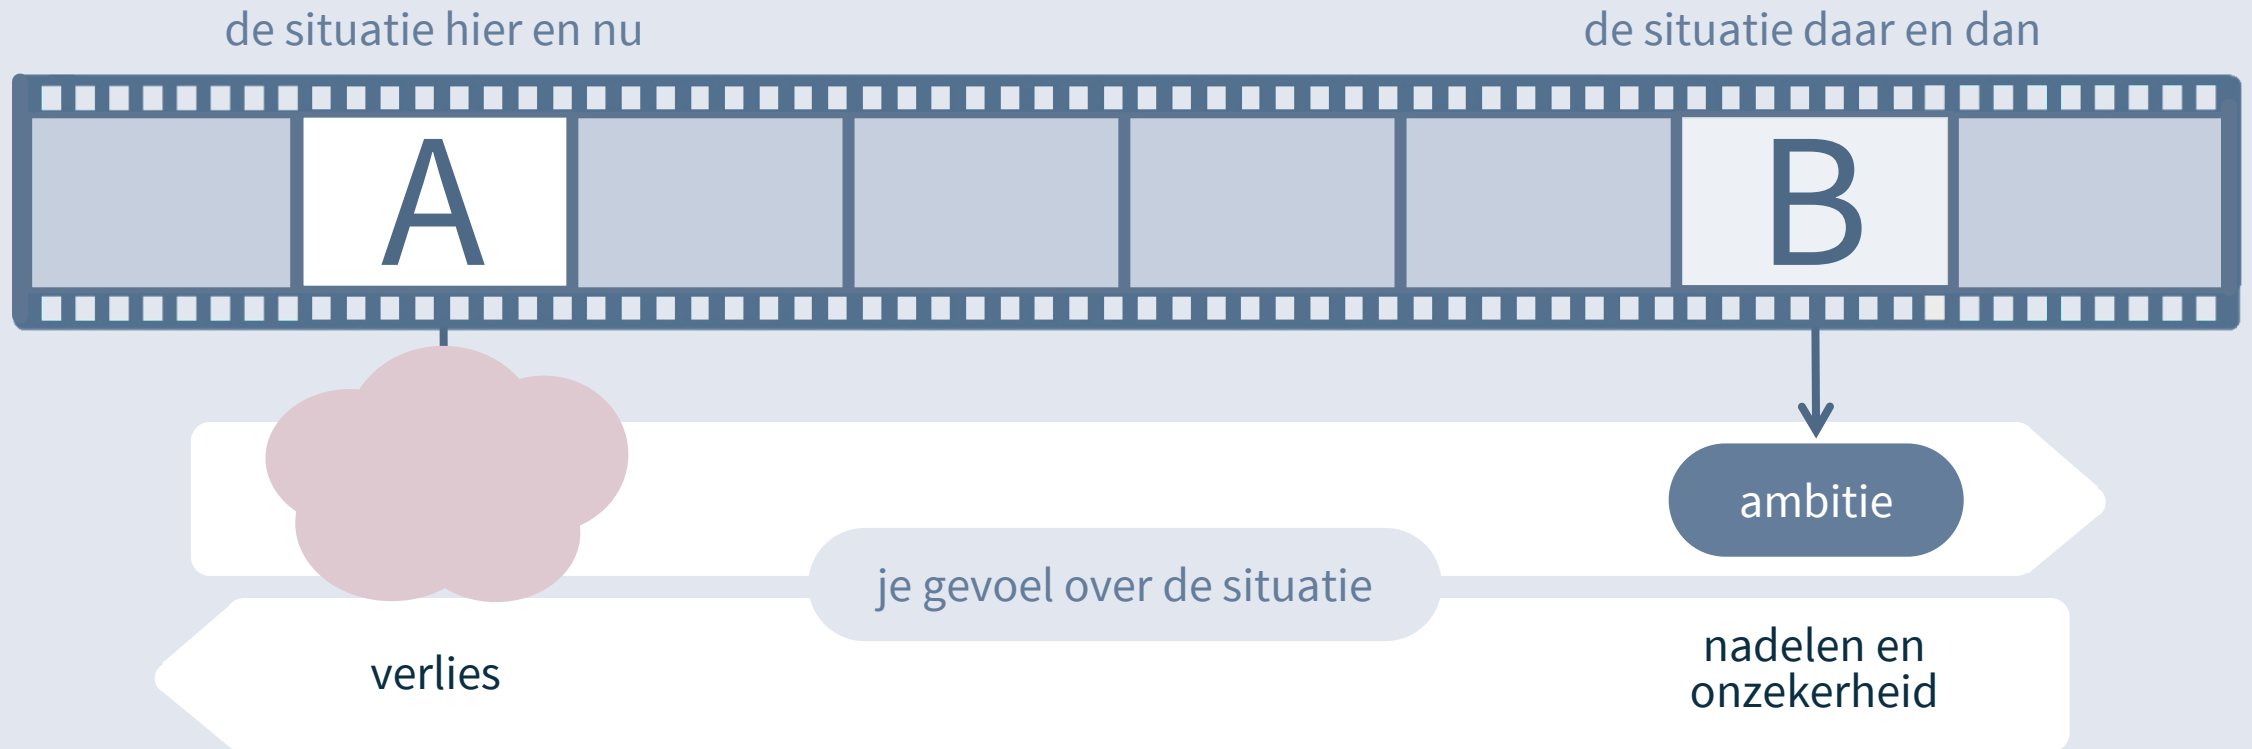 de situatie hier en nu
de situatie daar en dan
A
B
ambitie
je gevoel over de situatie
verlies
nadelen en
onzekerheid